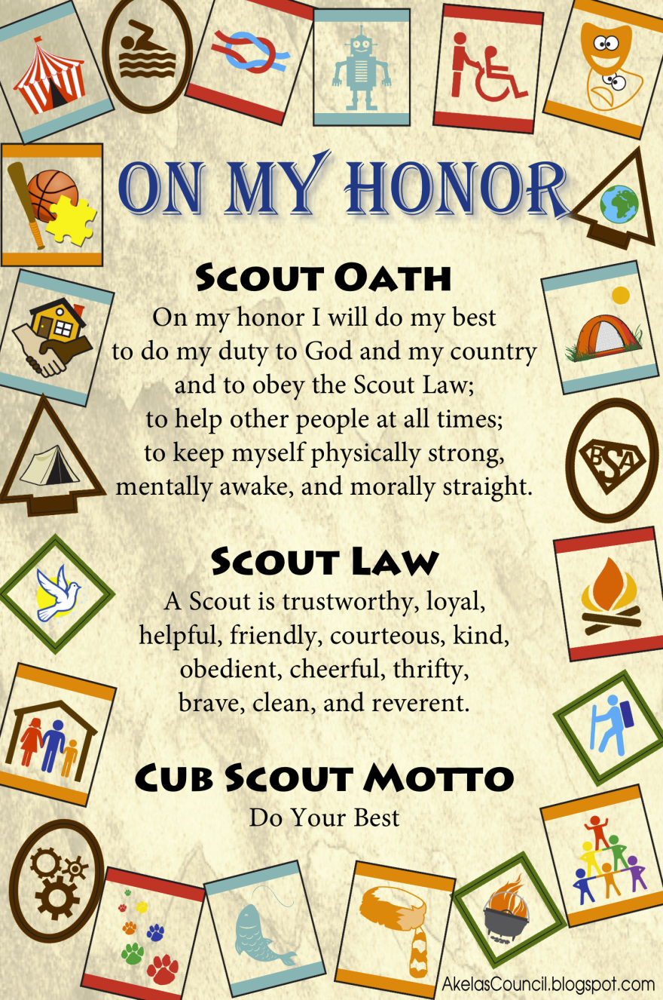 ON MY HONOR
SCOUT OATH
On my honor I will do my best
to do my duty to God and my country
and to obey the Scout Law;
to help other people at all times;
to keep myself physically strong,
mentally awake, and morally straight.
BSA
SCOUT LAW
A Scout is trustworthy, loyal,
helpful, friendly, courteous, kind,
obedient, cheerful, thrifty,
brave, clean, and reverent.
CUB SCOUT MOTTO
Do Your Best
AkelasCouncil.blogspot.com